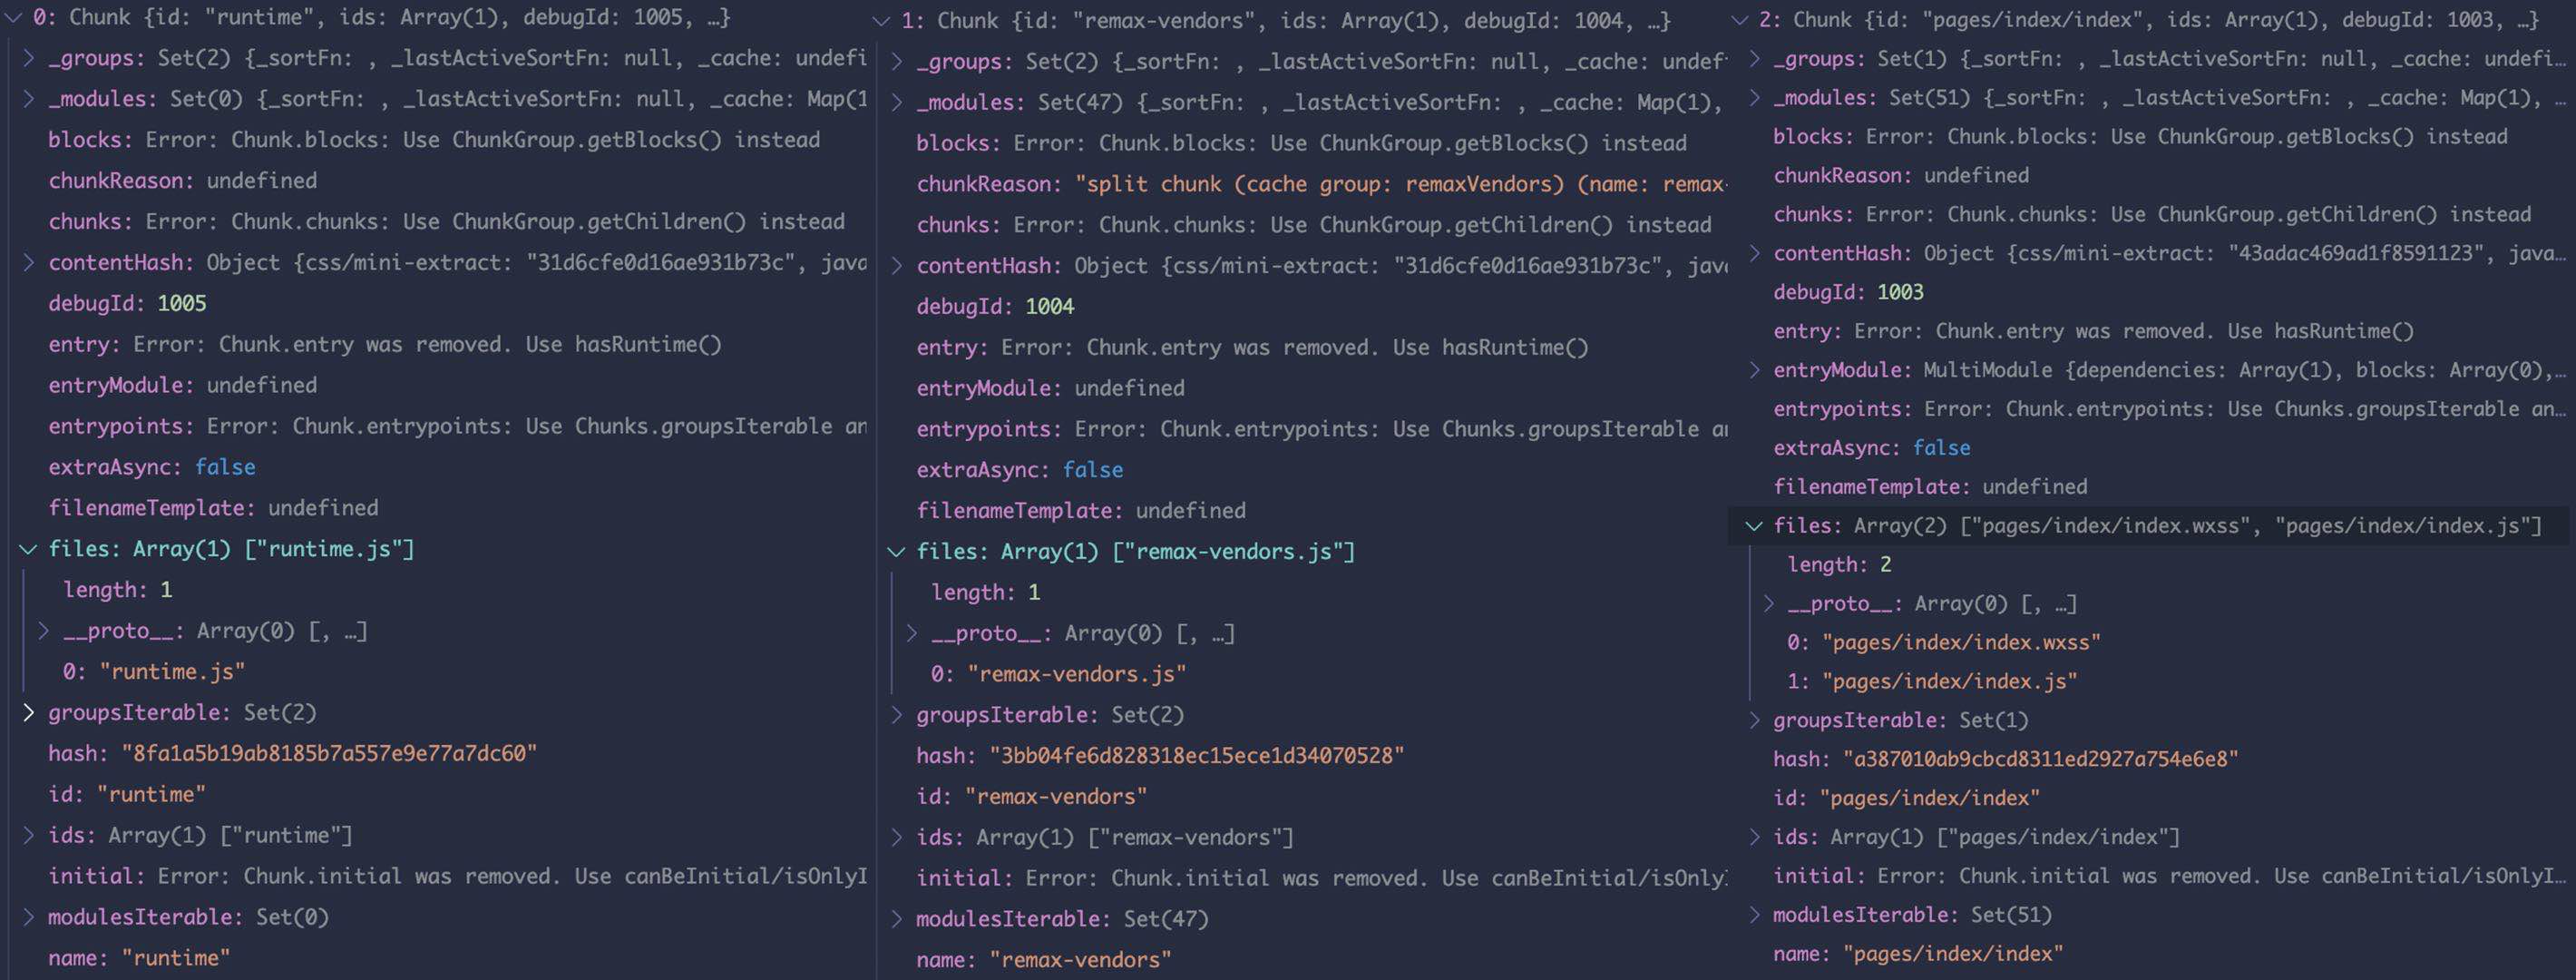 0: Chunk {id: "runtime", ids: Array(1), debugId: 1005, …}
_groups: Set(2) {_sortFn: , _lastActiveSortFn: null, _cache: undefi
_modules: Set(0) {_sortFn: , _lastActiveSortFn: null, _cache: Map(1
blocks: Error: Chunk.blocks: Use ChunkGroup.getBlocks() instead
chunkReason: undefined
chunks: Error: Chunk.chunks: Use ChunkGroup.getChildren() instead
contentHash: Object {css/mini-extract: "31d6cfe0d16ae931b73c", java
debugId: 1005
entry: Error: Chunk.entry was removed. Use hasRuntime()
entryModule: undefined
entrypoints: Error: Chunk.entrypoints: Use Chunks.groupsIterable an
extraAsync: false
filenameTemplate: undefined
files: Array(1) ["runtime.js"]
length: 1
__proto__: Array(0) [, …]
0: "runtime.js"
groupsIterable: Set(2)
hash: "8fa1a5b19ab8185b7a557e9e77a7dc60"
id: "runtime"
ids: Array(1) ["runtime"]
initial: Error: Chunk.initial was removed. Use canBeInitial/isOnlyI
modulesIterable: Set(0)
name: "runtime"
1: Chunk {id: "remax-vendors", ids: Array(1), debugId: 1004, …}
_groups: Set(2) {_sortFn: , _lastActiveSortFn: null, _cache: undef
_modules: Set(47) {_sortFn: , _lastActiveSortFn: , _cache: Map(1),
blocks: Error: Chunk.blocks: Use ChunkGroup.getBlocks() instead
chunkReason: "split chunk (cache group: remaxVendors) (name: remax-
chunks: Error: Chunk.chunks: Use ChunkGroup.getChildren() instead
contentHash: Object {css/mini-extract: "31d6cfe0d16ae931b73c", java
debugId: 1004
entry: Error: Chunk.entry was removed. Use hasRuntime()
entryModule: undefined
entrypoints: Error: Chunk.entrypoints: Use Chunks.groupsIterable a
extraAsync: false
filenameTemplate: undefined
files: Array(1) ["remax-vendors.js"]
length: 1
__proto__: Array(0) [, …]
0: "remax-vendors.js"
groupsIterable: Set(2)
hash: "3bb04fe6d828318ec15ece1d34070528"
id: "remax-vendors"
ids: Array(1) ["remax-vendors"]
initial: Error: Chunk.initial was removed. Use canBeInitial/isOnlyI
modulesIterable: Set(47)
name: "remax-vendors"
2: Chunk {id: "pages/index/index", ids: Array(1), debugId: 1003, …}
_groups: Set(1) {_sortFn: , _lastActiveSortFn: null, _cache: undefi…
_modules: Set(51) {_sortFn: , _lastActiveSortFn: , _cache: Map(1), …
blocks: Error: Chunk.blocks: Use ChunkGroup.getBlocks() instead
chunkReason: undefined
chunks: Error: Chunk.chunks: Use ChunkGroup.getChildren() instead
contentHash: Object {css/mini-extract: "43adac469ad1f8591123", java…
debugId: 1003
entry: Error: Chunk.entry was removed. Use hasRuntime()
entryModule: MultiModule {dependencies: Array(1), blocks: Array(0),…
entrypoints: Error: Chunk.entrypoints: Use Chunks.groupsIterable an…
extraAsync: false
filenameTemplate: undefined
files: Array(2) ["pages/index/index.wxss", "pages/index/index.js"]
length: 2
__proto__: Array(0) [, …]
0: "pages/index/index.wxss"
1: "pages/index/index.js"
groupsIterable: Set(1)
hash: "a387010ab9cbcd8311ed2927a754e6e8"
id: "pages/index/index"
ids: Array(1) ["pages/index/index"]
initial: Error: Chunk.initial was removed. Use canBeInitial/isOnlyI…
modulesIterable: Set(51)
name: "pages/index/index"